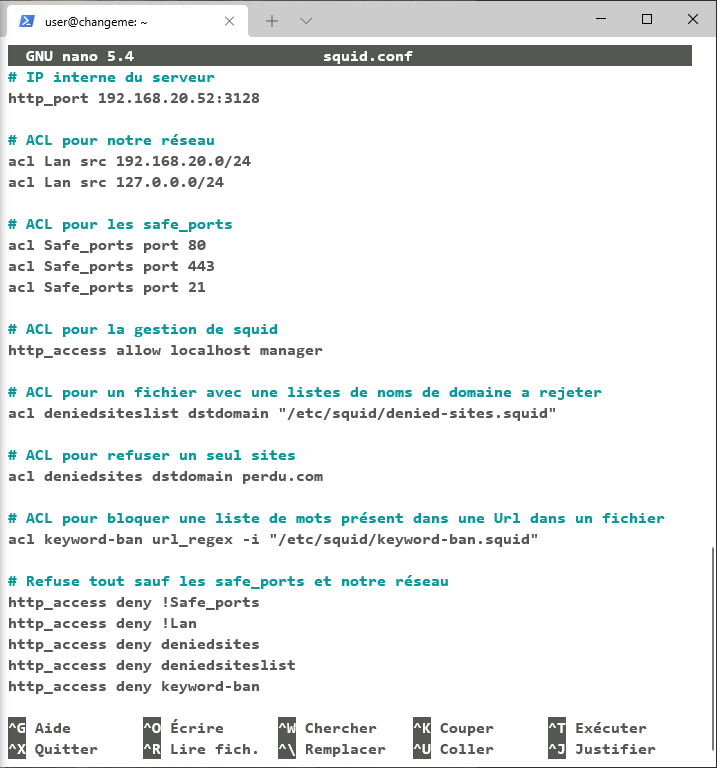 user@changeme: ~
GNU nano 5.4 squid.conf
# IP interne du serveur
http_port 192.168.20.52:3128
# ACL pour notre réseau
acl Lan src 192.168.20.0/24
acl Lan src 127.0.0.0/24
# ACL pour les safe_ports
acl Safe_ports port 80
acl Safe_ports port 443
acl Safe_ports port 21
# ACL pour la gestion de squid
http_access allow localhost manager
# ACL pour un fichier avec une listes de noms de domaine a rejeter
acl deniedsiteslist dstdomain "/etc/squid/denied-sites.squid"
# ACL pour refuser un seul sites
acl deniedsites dstdomain perdu.com
# ACL pour bloquer une liste de mots présent dans une Url dans un fichier
acl keyword-ban url_regex -i "/etc/squid/keyword-ban.squid"
# Refuse tout sauf les safe_ports et notre réseau
http_access deny !Safe_ports
http_access deny !Lan
http_access deny deniedsites
http_access deny deniedsiteslist
http_access deny keyword-ban
^G Aide ^O Écrire ^W Chercher ^K Couper ^T Exécuter
^X Quitter ^R Lire fich. ^\ Remplacer ^U Coller ^J Justifier